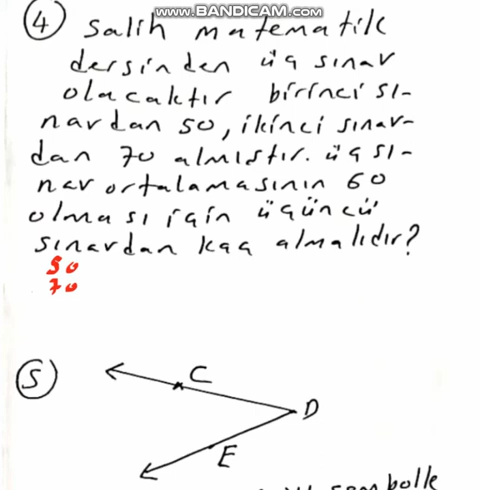 www.BANDICAM.com
4 Salih matematik
dersinden üç sınav
olacaktır birinci sı-
navdan 50, ikinci sınav-
dan 70 almıştır. üç sı-
nav ortalamasının 60
olması için üçüncü
sınavdan kaç almalıdır?
50
70
5
C
D
E
sembolle